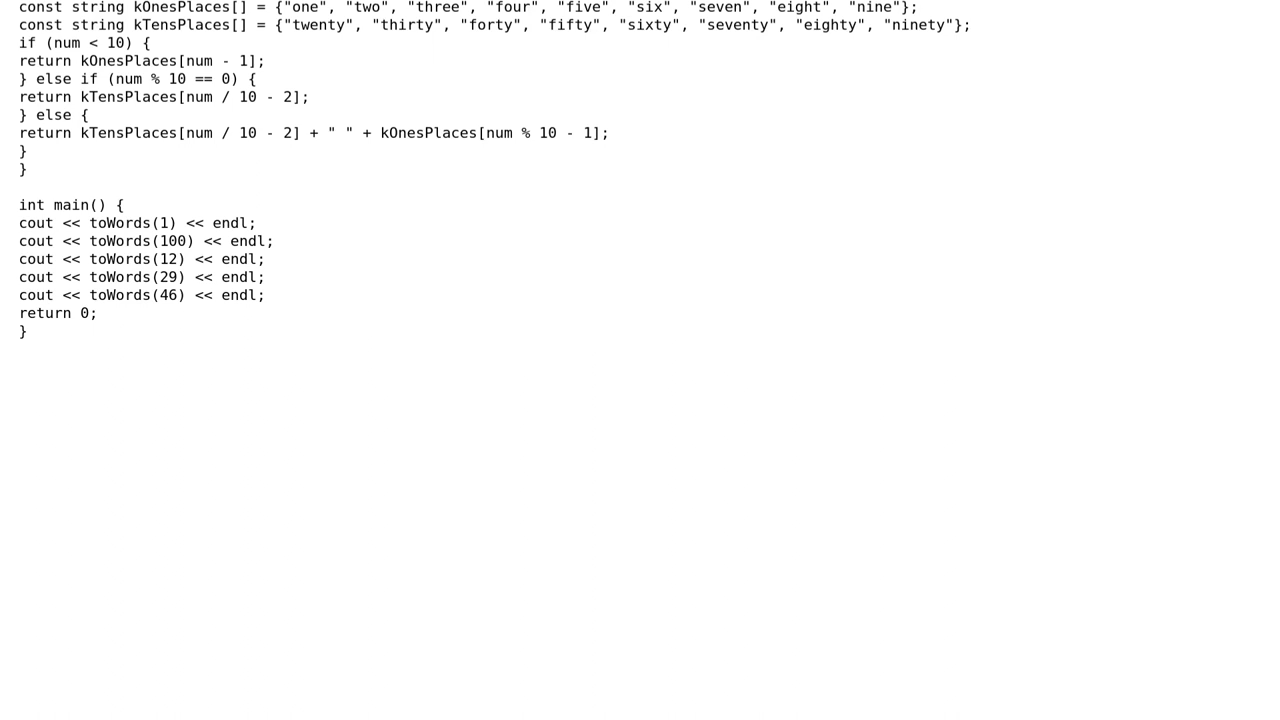 const string kOnesPlaces[] = {"one", "two", "three", "four", "five", "six", "seven", "eight", "nine"};
const string kTensPlaces[] = {"twenty", "thirty", "forty", "fifty", "sixty", "seventy", "eighty", "ninety"};
if (num < 10) {
return kOnesPlaces[num - 1];
} else if (num % 10 == 0) {
return kTensPlaces[num / 10 - 2];
} else {
return kTensPlaces[num / 10 - 2] + " " + kOnesPlaces[num % 10 - 1];
}
}

int main() {
cout << toWords(1) << endl;
cout << toWords(100) << endl;
cout << toWords(12) << endl;
cout << toWords(29) << endl;
cout << toWords(46) << endl;
return 0;
}